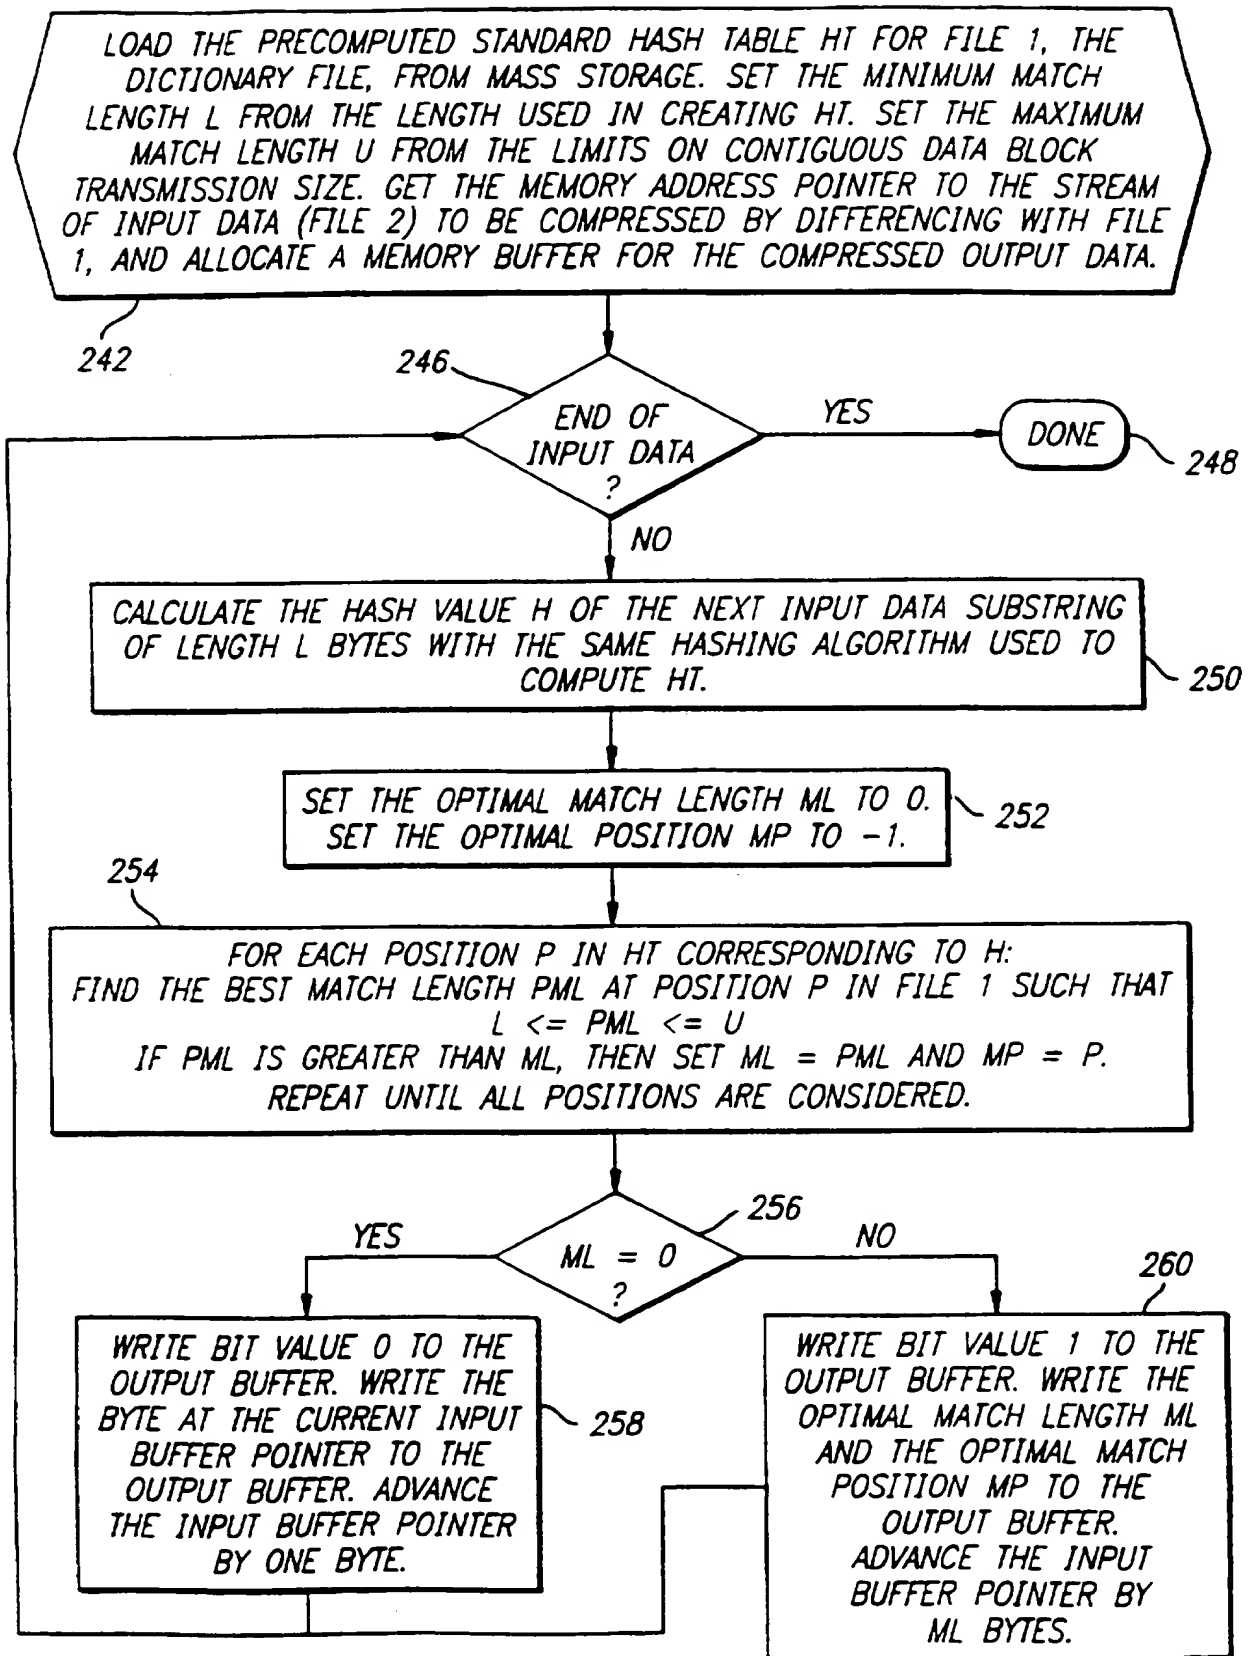 LOAD THE PRECOMPUTED STANDARD HASH TABLE HT FOR FILE 1, THE
DICTIONARY FILE, FROM MASS STORAGE. SET THE MINIMUM MATCH
LENGTH L FROM THE LENGTH USED IN CREATING HT. SET THE MAXIMUM
MATCH LENGTH U FROM THE LIMITS ON CONTIGUOUS DATA BLOCK
TRANSMISSION SIZE. GET THE MEMORY ADDRESS POINTER TO THE STREAM
OF INPUT DATA (FILE 2) TO BE COMPRESSED BY DIFFERENCING WITH FILE
1, AND ALLOCATE A MEMORY BUFFER FOR THE COMPRESSED OUTPUT DATA.
242
246
END OF
INPUT DATA
?
YES
DONE
248
NO
CALCULATE THE HASH VALUE H OF THE NEXT INPUT DATA SUBSTRING
OF LENGTH L BYTES WITH THE SAME HASHING ALGORITHM USED TO
COMPUTE HT.
250
SET THE OPTIMAL MATCH LENGTH ML TO 0.
SET THE OPTIMAL POSITION MP TO -1.
252
254
FOR EACH POSITION P IN HT CORRESPONDING TO H:
FIND THE BEST MATCH LENGTH PML AT POSITION P IN FILE 1 SUCH THAT
L <= PML <= U
IF PML IS GREATER THAN ML, THEN SET ML = PML AND MP = P.
REPEAT UNTIL ALL POSITIONS ARE CONSIDERED.
256
YES
ML = 0
?
NO
WRITE BIT VALUE 0 TO THE
OUTPUT BUFFER. WRITE THE
BYTE AT THE CURRENT INPUT
BUFFER POINTER TO THE
OUTPUT BUFFER. ADVANCE
THE INPUT BUFFER POINTER
BY ONE BYTE.
258
260
WRITE BIT VALUE 1 TO THE
OUTPUT BUFFER. WRITE THE
OPTIMAL MATCH LENGTH ML
AND THE OPTIMAL MATCH
POSITION MP TO THE
OUTPUT BUFFER.
ADVANCE THE INPUT
BUFFER POINTER BY
ML BYTES.